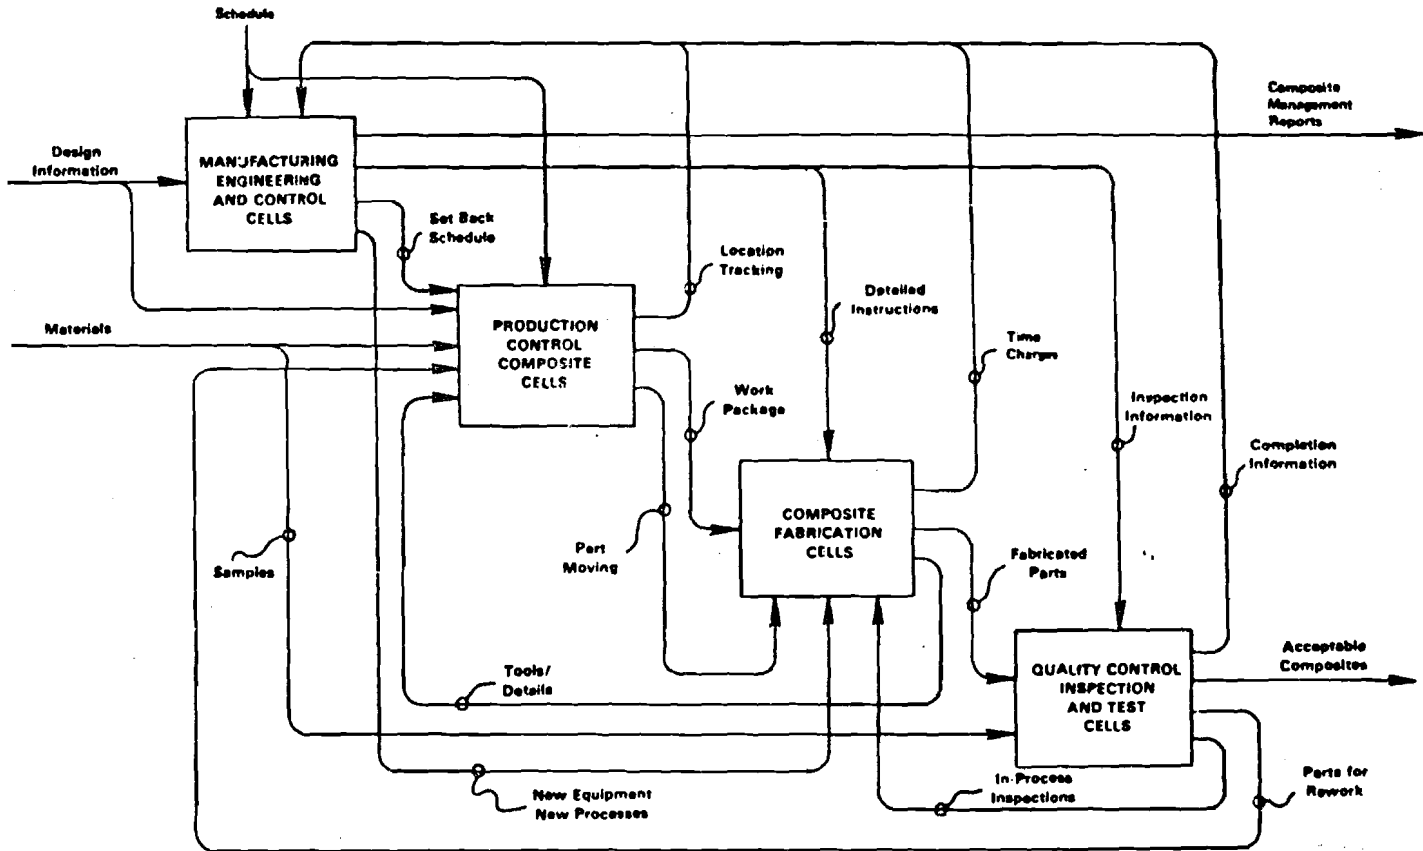 Schedule
Composite
Management
Reports
Design
Information
MANUFACTURING
ENGINEERING
AND CONTROL
CELLS
Set Back
Schedule
Location
Tracking
Detailed
Instructions
Materials
PRODUCTION
CONTROL
COMPOSITE
CELLS
Time
Charges
Work
Package
Inspection
Information
Completion
Information
COMPOSITE
FABRICATION
CELLS
Part
Moving
Samples
Fabricated
Parts
Acceptable
Composites
QUALITY CONTROL
INSPECTION
AND TEST
CELLS
Tools/
Details
In-Process
Inspections
Parts for
Rework
New Equipment
New Processes